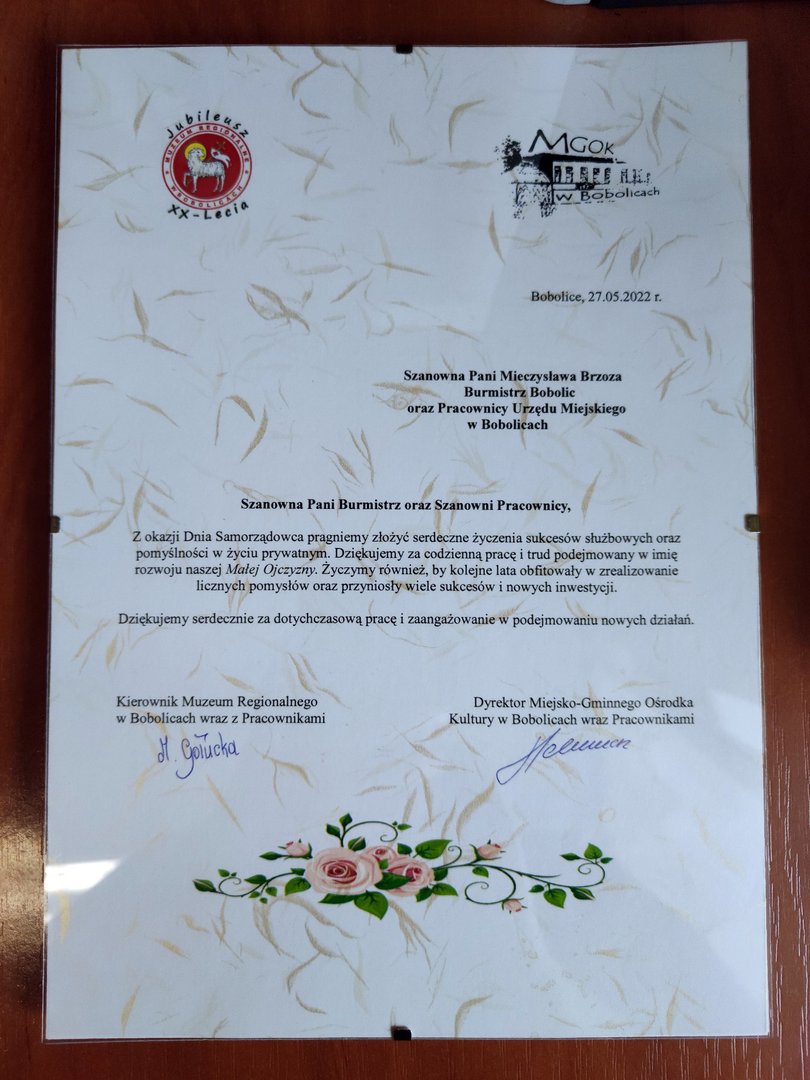 Jubileusz
MUZEUM REGIONALNE
W BOBOLICACH
XX-Lecia
MGOK
w Bobolicach
Bobolice, 27.05.2022 r.
Szanowna Pani Mieczysława Brzoza
Burmistrz Bobolic
oraz Pracownicy Urzędu Miejskiego
w Bobolicach
Szanowna Pani Burmistrz oraz Szanowni Pracownicy,
Z okazji Dnia Samorządowca pragniemy złożyć serdeczne życzenia sukcesów służbowych oraz
pomyślności w życiu prywatnym. Dziękujemy za codzienną pracę i trud podejmowany w imię
rozwoju naszej Małej Ojczyzny. Życzymy również, by kolejne lata obfitowały w zrealizowanie
licznych pomysłów oraz przyniosły wiele sukcesów i nowych inwestycji.
Dziękujemy serdecznie za dotychczasową pracę i zaangażowanie w podejmowaniu nowych działań.
Kierownik Muzeum Regionalnego
w Bobolicach wraz z Pracownikami
Dyrektor Miejsko-Gminnego Ośrodka
Kultury w Bobolicach wraz Pracownikami
M. Gołucka